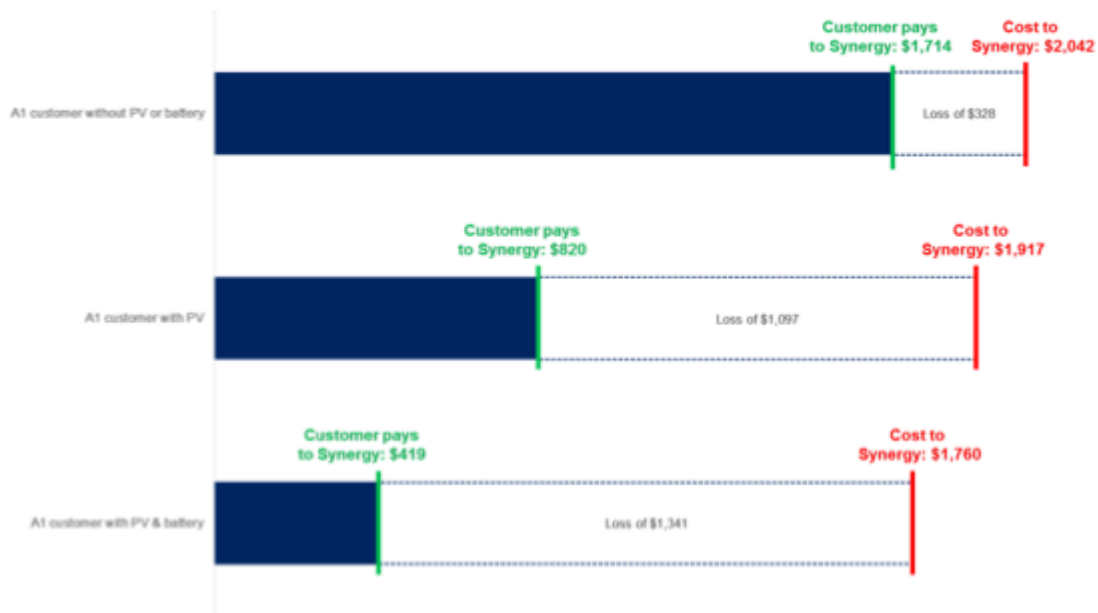 Customer pays
to Synergy: $1,714
Cost to
Synergy: $2,042
A1 customer without PV or battery
Loss of $328
Customer pays
to Synergy: $820
Cost to
Synergy: $1,917
A1 customer with PV
Loss of $1,097
Customer pays
to Synergy: $419
Cost to
Synergy: $1,760
A1 customer with PV & battery
Loss of $1,341